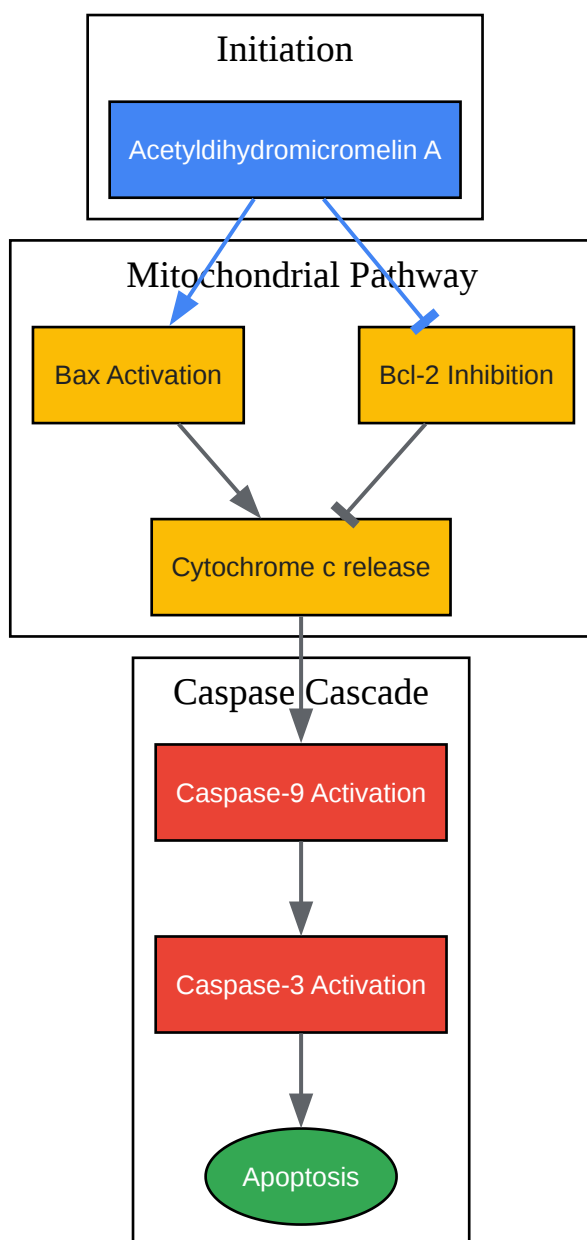 Initiation
Acetyldihydromicromelin A
Mitochondrial Pathway
Bax Activation
Bcl-2 Inhibition
Cytochrome c release
Caspase Cascade
Caspase-9 Activation
Caspase-3 Activation
Apoptosis